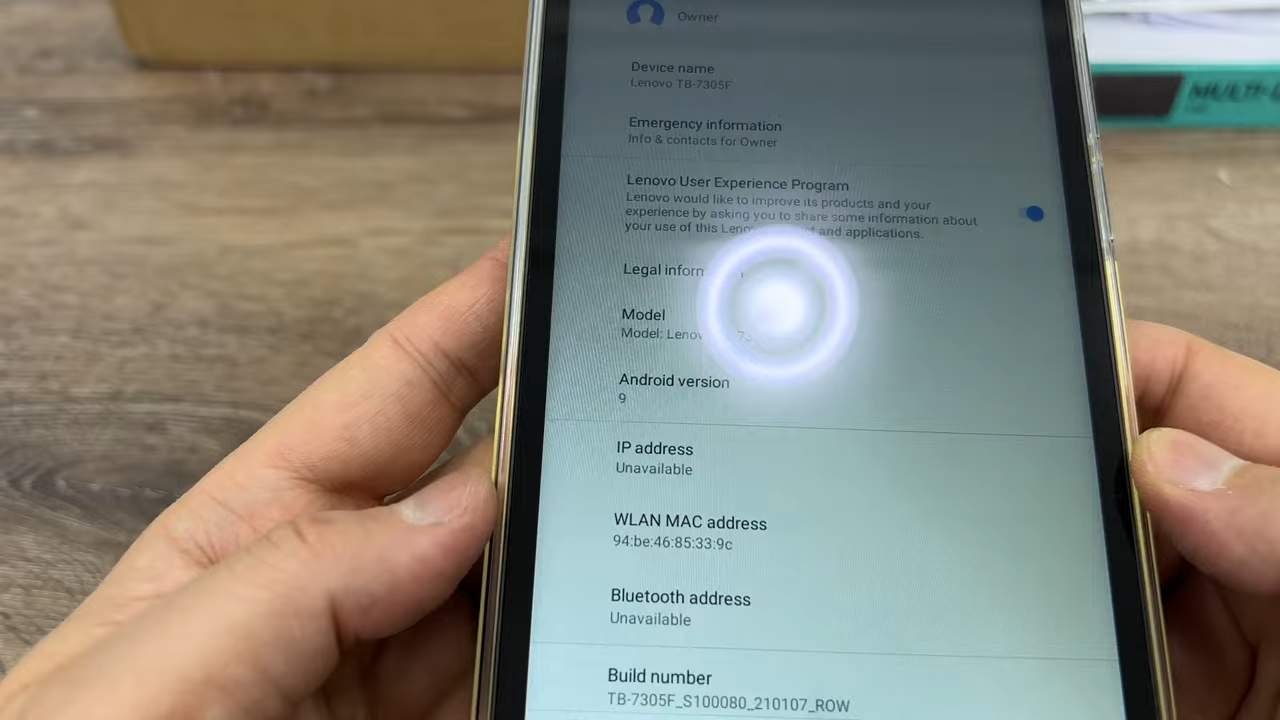 Owner
Device name
Lenovo TB-7305F
Emergency information
Info & contacts for Owner
Lenovo User Experience Program
Lenovo would like to improve its products and your
experience by asking you to share some information about
your use of this and applications.
Legal
Model
Model:
Android version
9
IP address
Unavailable
WLAN MAC address
94:be:46:85:33:9c
Bluetooth address
Unavailable
Build number
TB-7305F_S100080_210107_ROW